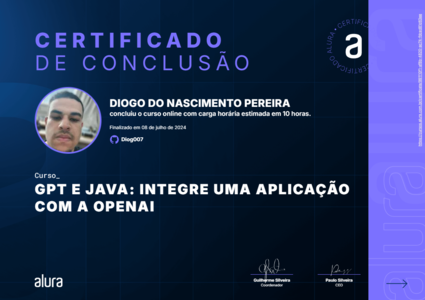 CERTIFICADO
DE CONCLUSÃO
ALURA • CERTIFICADO
a
DIOGO DO NASCIMENTO PEREIRA
concluiu o curso online com carga horária estimada em 10 horas.
Finalizado em 08 de julho de 2024
Diog007
Curso_
GPT E JAVA: INTEGRE UMA APLICAÇÃO
COM A OPENAI
alura
Guilherme Silveira
Coordenador
Paulo Silveira
CEO
alura